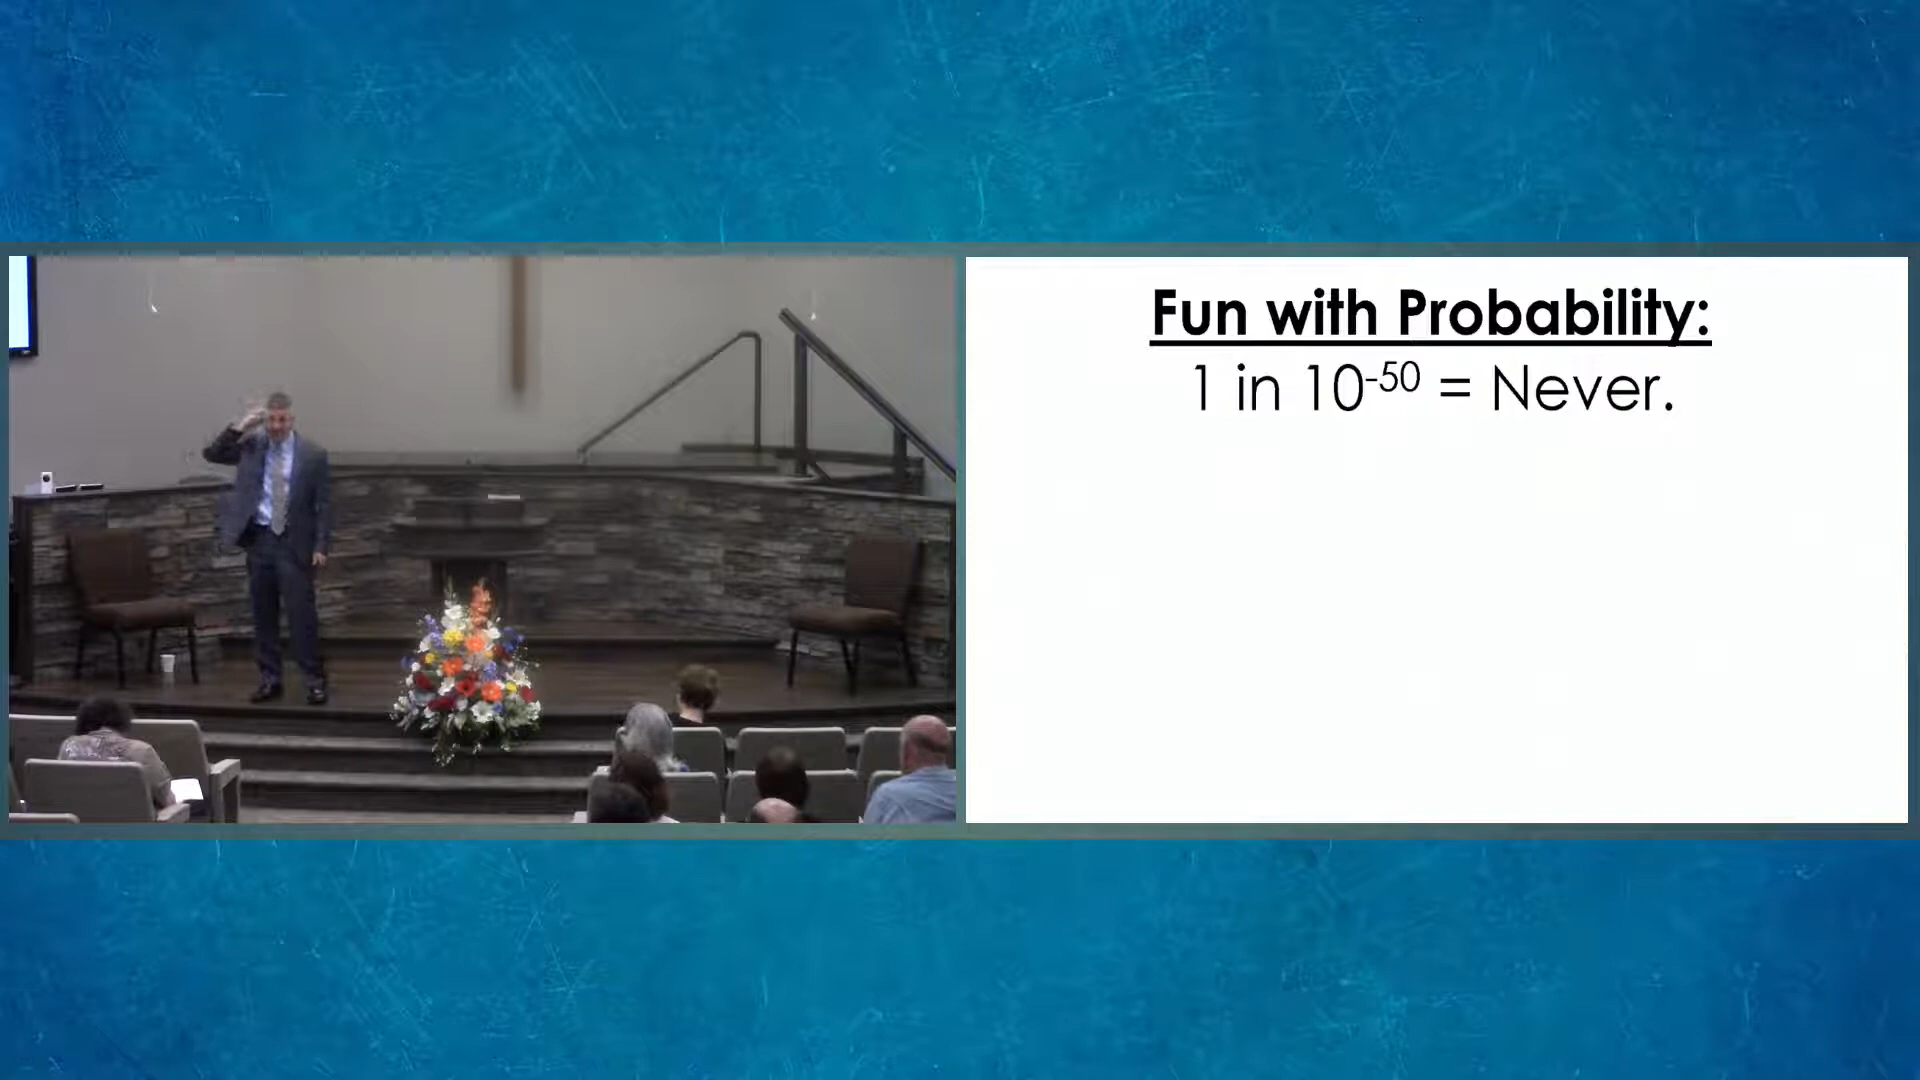 Fun with Probability:
1 in 10⁻⁵⁰ = Never.